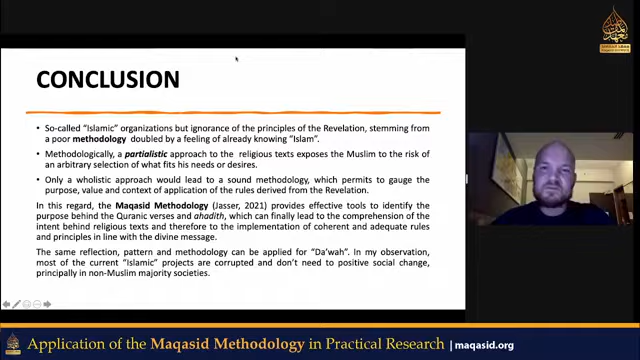 CONCLUSION
• So-called "Islamic" organizations but ignorance of the principles of the Revelation, stemming from
a poor methodology doubled by a feeling of already knowing "Islam".
• Methodologically, a partialistic approach to the religious texts exposes the Muslim to the risk of
an arbitrary selection of what fits his needs or desires.
• Only a wholistic approach would lead to a sound methodology, which permits to gauge the
purpose, value and context of application of the rules derived from the Revelation.
In this regard, the Maqasid Methodology (Jasser, 2021) provides effective tools to identify the
purpose behind the Quranic verses and ahadith, which can finally lead to the comprehension of the
intent behind religious texts and therefore to the implementation of coherent and adequate rules
and principles in line with the divine message.
The same reflection, pattern and methodology can be applied for "Da'wah". In my observation,
most of the current "Islamic" projects are corrupted and don't need to positive social change,
principally in non-Muslim majority societies.
Application of the Maqasid Methodology in Practical Research | maqasid.org